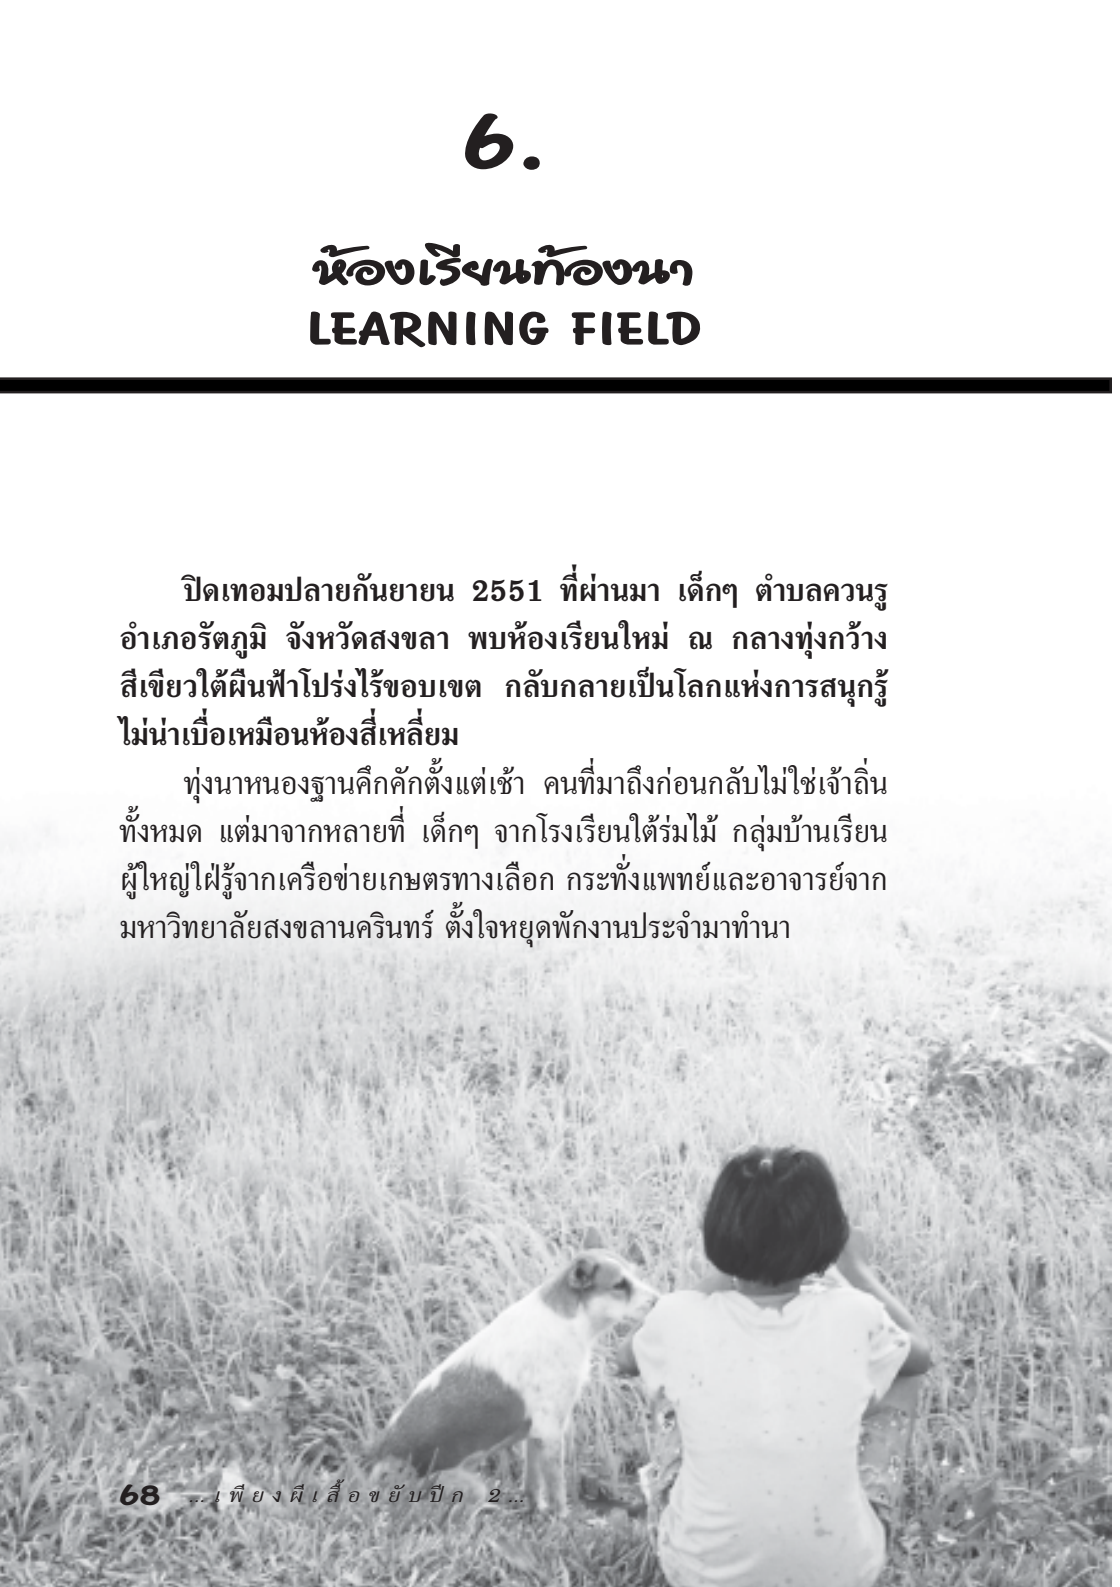 6.
ห้องเรียนท้องนา
LEARNING FIELD
ปิดเทอมปลายกันยายน 2551 ที่ผ่านมา เด็กๆ ตำบลควนรู
อำเภอรัตภูมิ จังหวัดสงขลา พบห้องเรียนใหม่ ณ กลางทุ่งกว้าง
สีเขียวใต้ผืนฟ้าโปร่งไร้ขอบเขต กลับกลายเป็นโลกแห่งการสนุกรู้
ไม่น่าเบื่อเหมือนห้องสี่เหลี่ยม
ทุ่งนาหนองฐานคึกคักตั้งแต่เช้า คนที่มาถึงก่อนกลับไม่ใช่เจ้าถิ่น
ทั้งหมด แต่มาจากหลายที่ เด็กๆ จากโรงเรียนใต้ร่มไม้ กลุ่มบ้านเรียน
ผู้ใหญ่ใฝ่รู้จากเครือข่ายเกษตรทางเลือก กระทั่งแพทย์และอาจารย์จาก
มหาวิทยาลัยสงขลานครินทร์ ตั้งใจหยุดพักงานประจำมาทำนา
68 ...เพียงผีเสื้อขยับปีก 2...